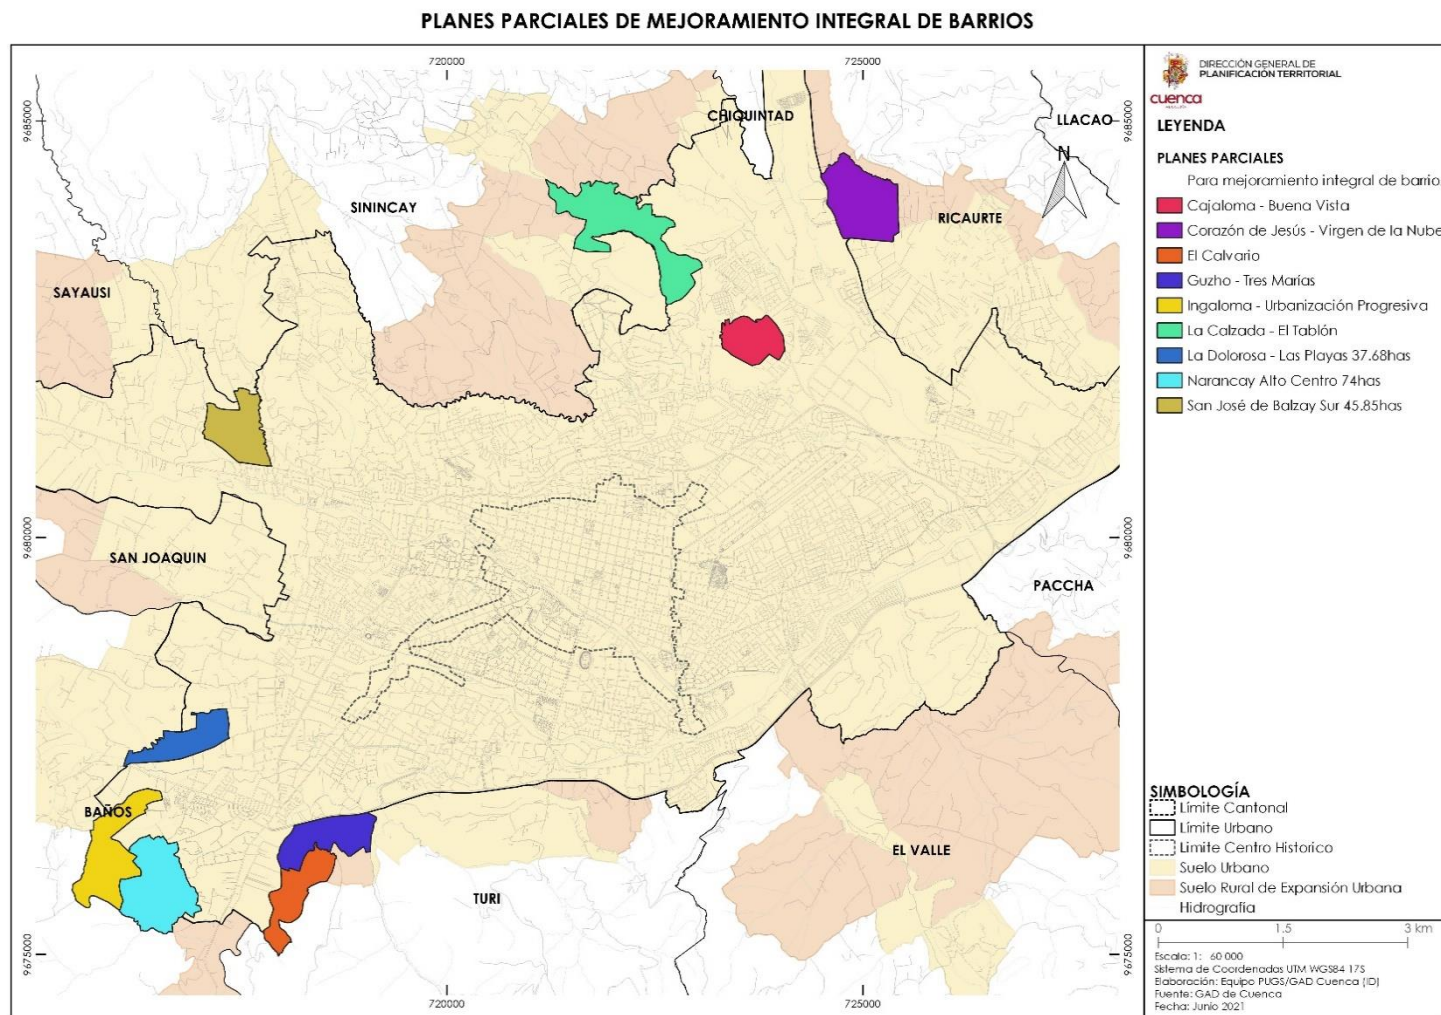 PLANES PARCIALES DE MEJORAMIENTO INTEGRAL DE BARRIOS
720000
725000
DIRECCIÓN GENERAL DE
PLANIFICACIÓN TERRITORIAL
cuenca
LEYENDA
PLANES PARCIALES
Para mejoramiento integral de barrio
Cajaloma - Buena Vista
Corazón de Jesús - Virgen de la Nube
El Calvario
Guzho - Tres Marías
Ingaloma - Urbanización Progresiva
La Calzada - El Tablón
La Dolorosa - Las Playas 37.68has
Narancay Alto Centro 74has
San José de Balzay Sur 45.85has
9685000
9685000
CHIQUINTAD
LLACAO
N
SININCAY
RICAURTE
SAYAUSI
9680000
9680000
SAN JOAQUIN
PACCHA
BAÑOS
EL VALLE
TURI
9675000
9675000
720000
725000
SIMBOLOGÍA
Límite Cantonal
Límite Urbano
Límite Centro Historico
Suelo Urbano
Suelo Rural de Expansión Urbana
Hidrografía
0 1.5 3 km
Escala: 1: 60 000
Sistema de Coordenadas UTM WGS84 17S
Elaboración: Equipo PUGS/GAD Cuenca (ID)
Fuente: GAD de Cuenca
Fecha: Junio 2021